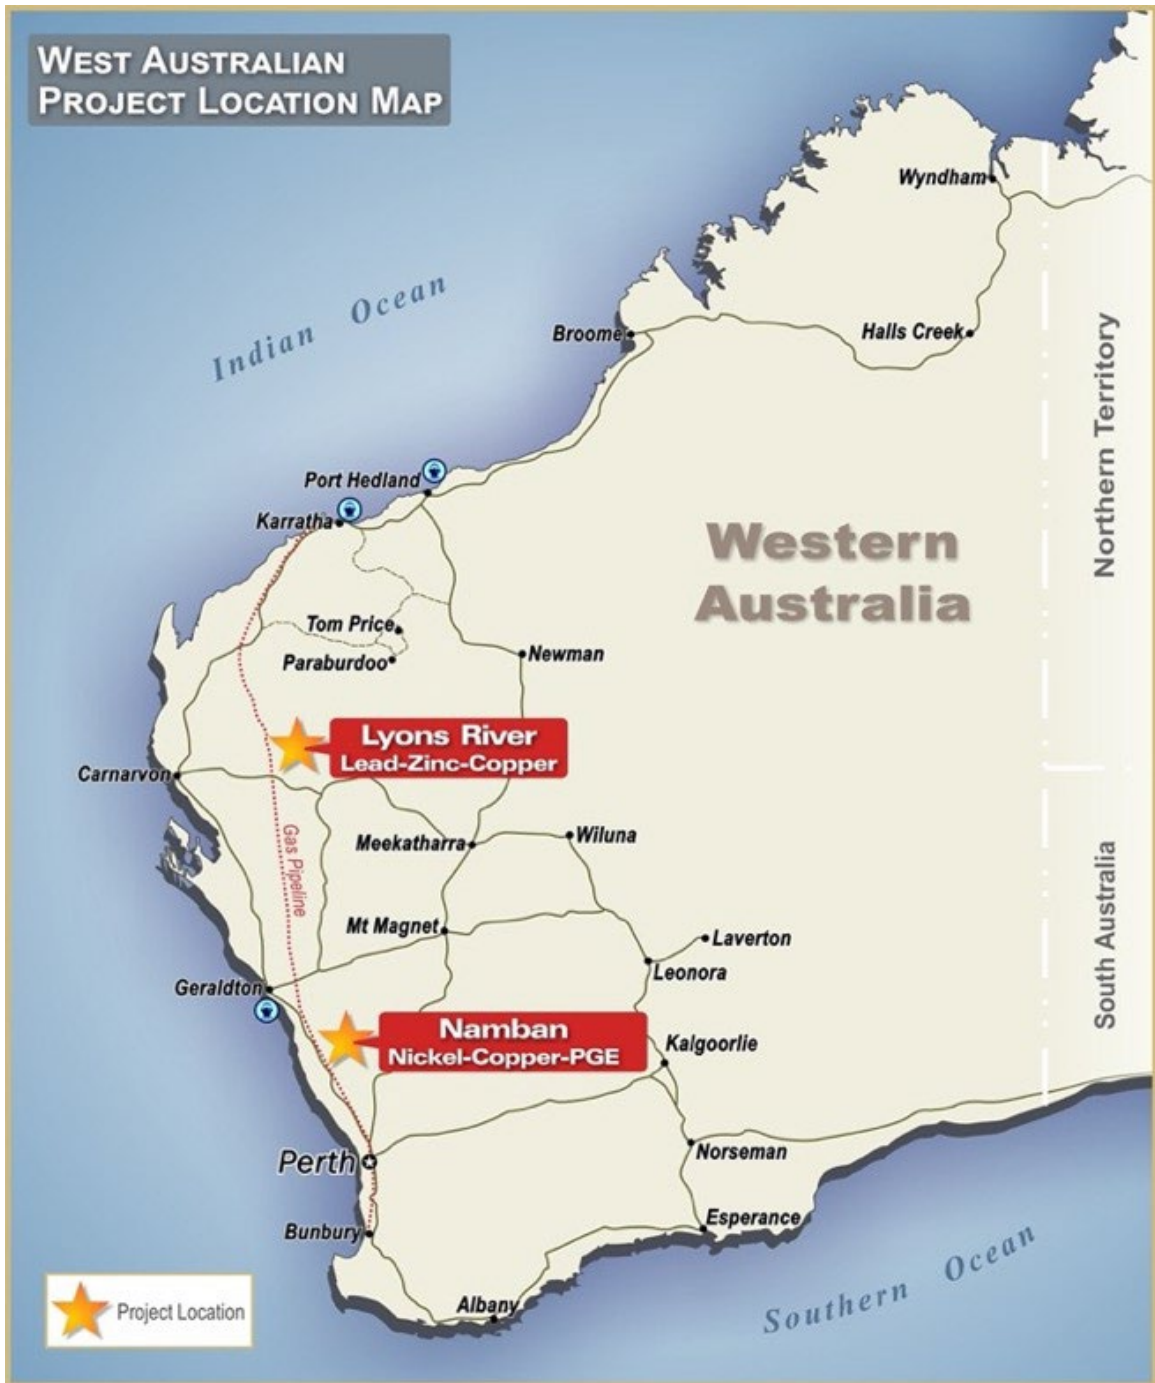 WEST AUSTRALIAN
PROJECT LOCATION MAP
Wyndham
Indian Ocean
Broome
Halls Creek
Northern Territory
Port Hedland
Karratha
Western
Australia
Tom Price
Paraburdoo
Newman
Lyons River
Lead-Zinc-Copper
Carnarvon
Gas Pipeline
Meekatharra
Wiluna
South Australia
Mt Magnet
Laverton
Leonora
Geraldton
Namban
Nickel-Copper-PGE
Kalgoorlie
Perth
Norseman
Bunbury
Esperance
Southern Ocean
Albany
Project Location